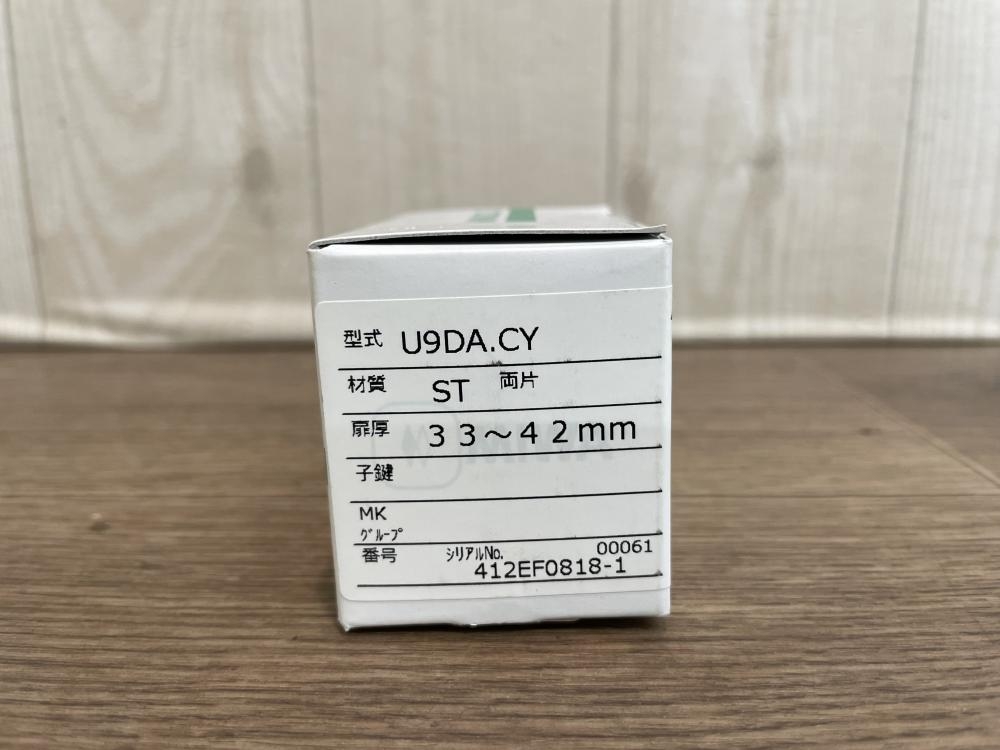 型式 U9DA.CY
材質 ST 両片
扉厚 33～42mm
子鍵
MK
ｸﾞﾙｰﾌﾟ
番号 ｼﾘｱﾙNo. 00061
412EF0818-1